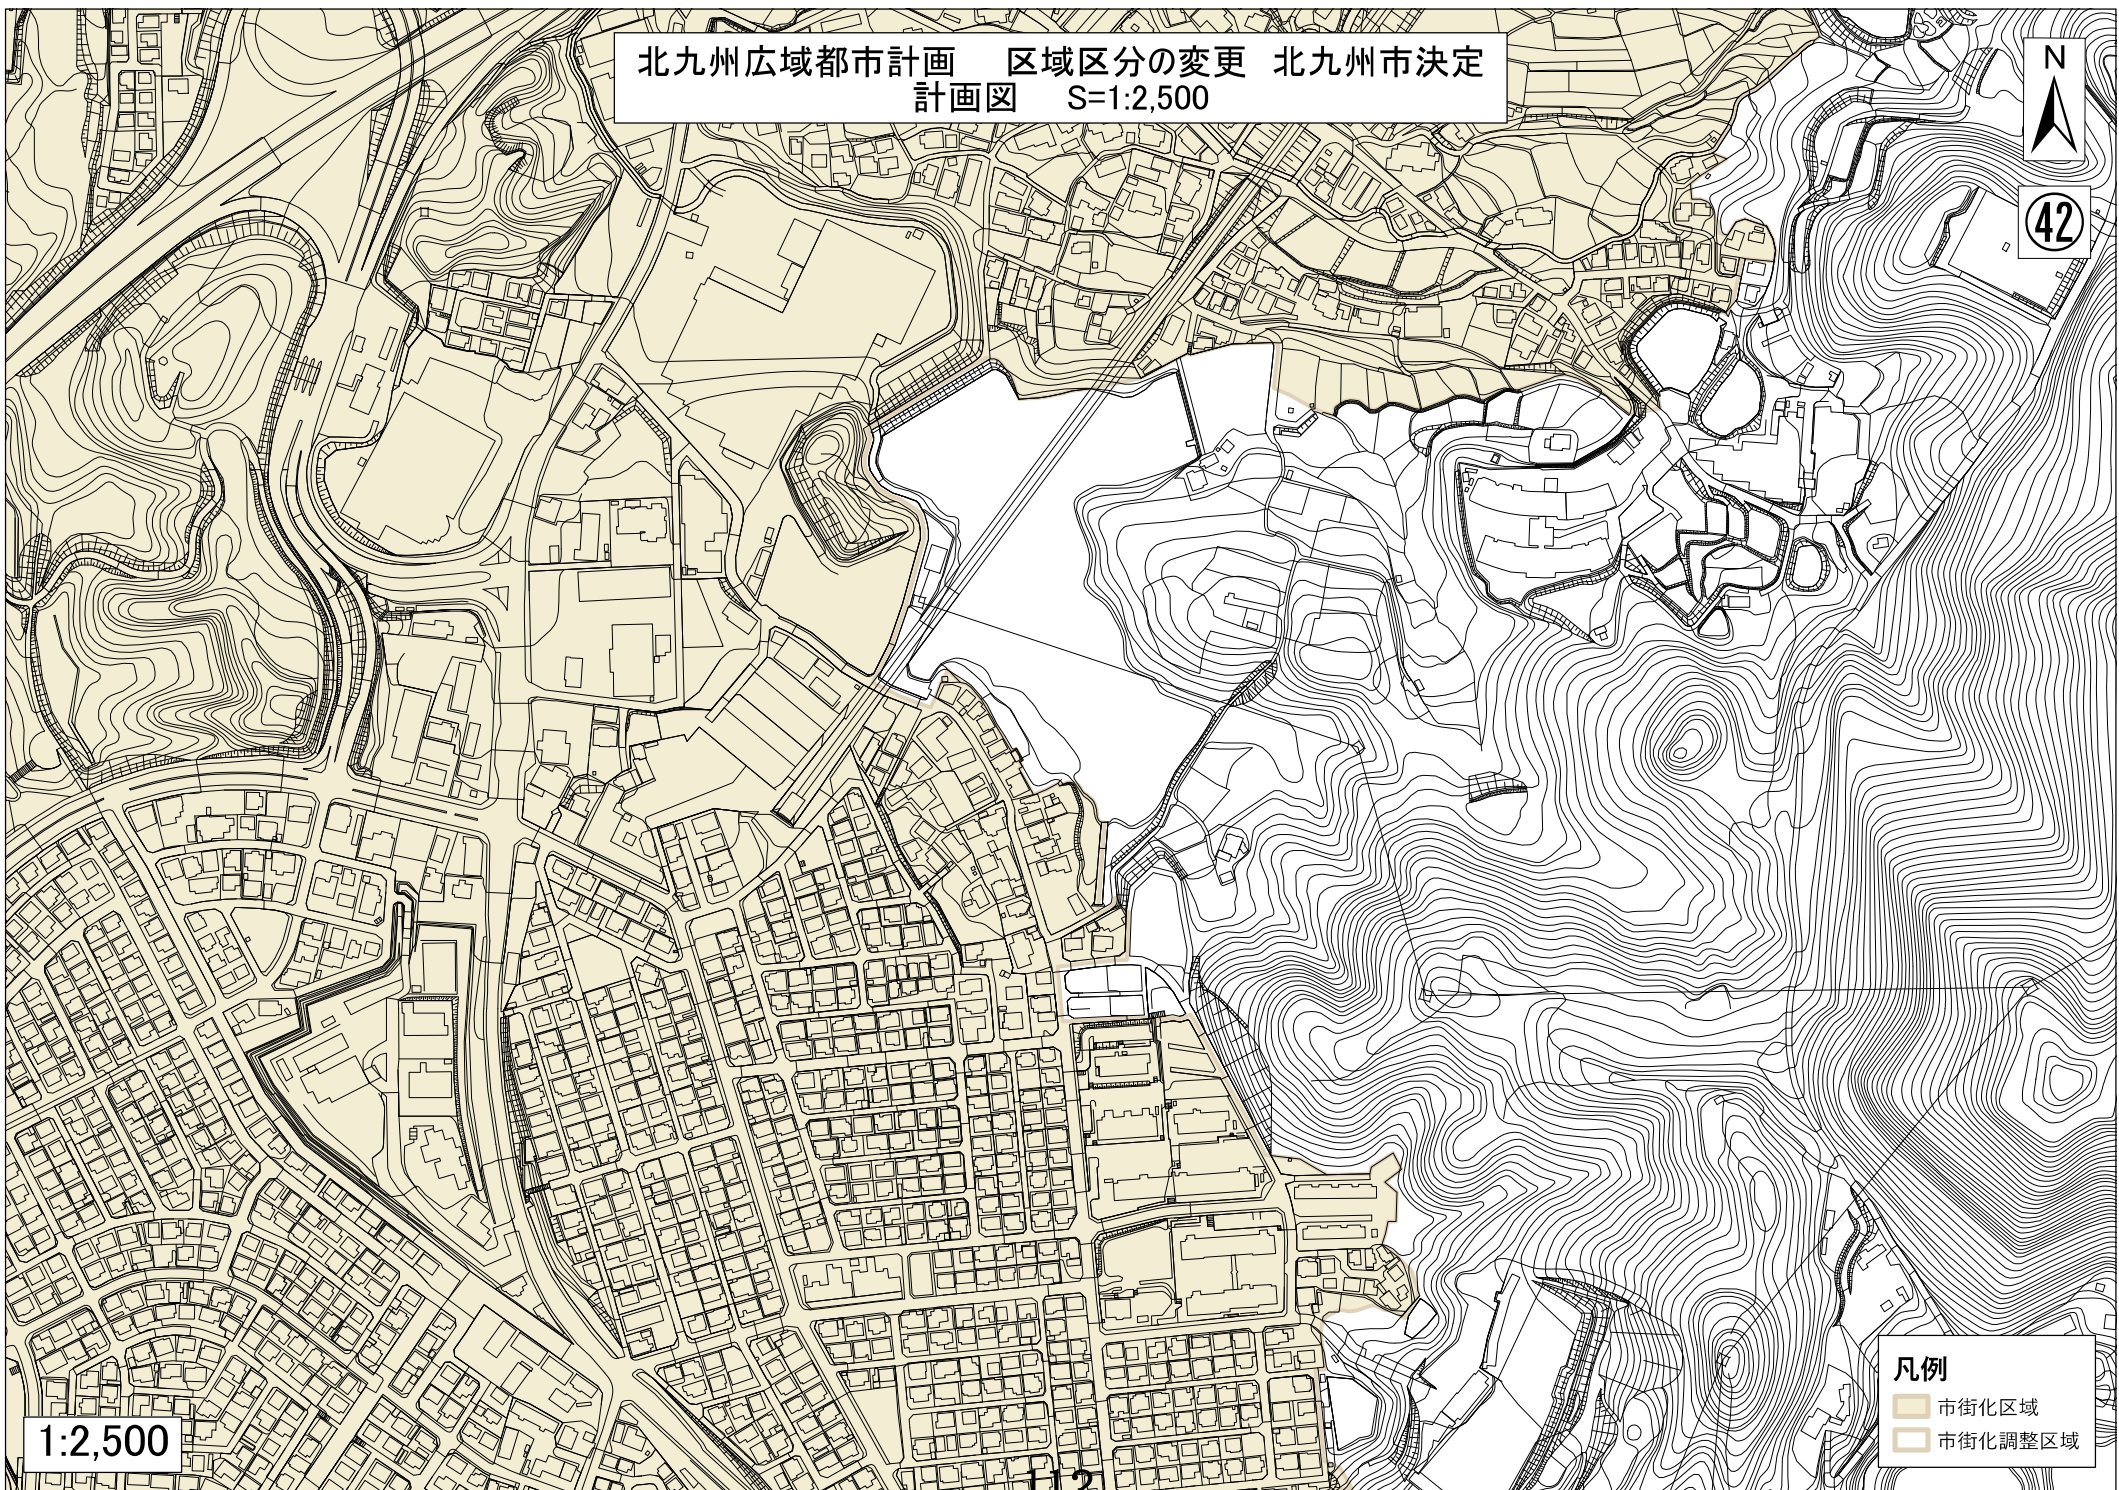 北九州広域都市計画　区域区分の変更　北九州市決定
計画図　S=1:2,500
N
㊷
凡例
市街化区域
市街化調整区域
1:2,500
112